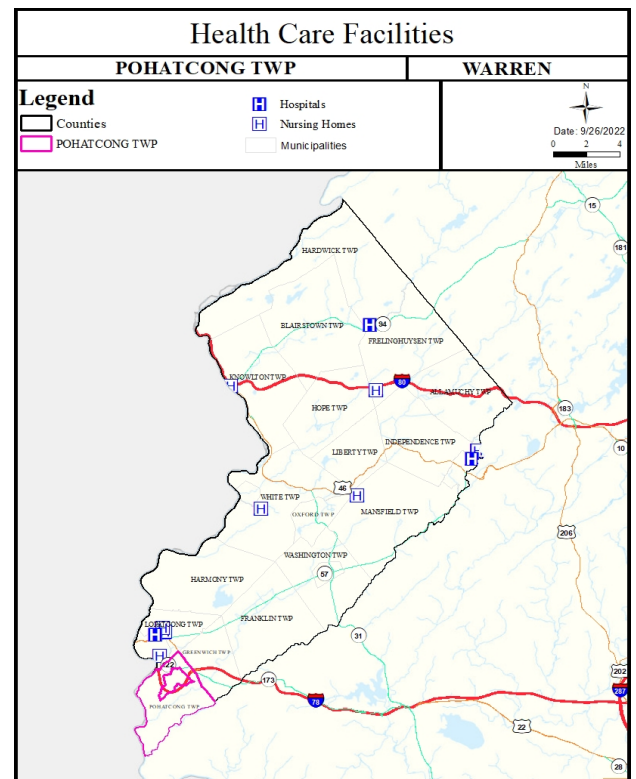 Health Care Facilities
POHATCONG TWP
WARREN
Legend
Counties
POHATCONG TWP
H Hospitals
H Nursing Homes
Municipalities
N
Date: 9/26/2022
0 2 4
Miles
15
181
HARDWICK TWP
BLAIRSTOWN TWP
H
94
FRELINGHUYSEN TWP
KNOWLTON TWP
H
H
80
ALLAMUCHY TWP
183
HOPE TWP
INDEPENDENCE TWP
10
LIBERTY TWP
H
H
46
H
WHITE TWP
H
OXFORD TWP
MANSFIELD TWP
206
WASHINGTON TWP
57
HARMONY TWP
FRANKLIN TWP
LOPATCONG TWP
H
31
GREENWICH TWP
H
22
202
173
287
78
POHATCONG TWP
22
28